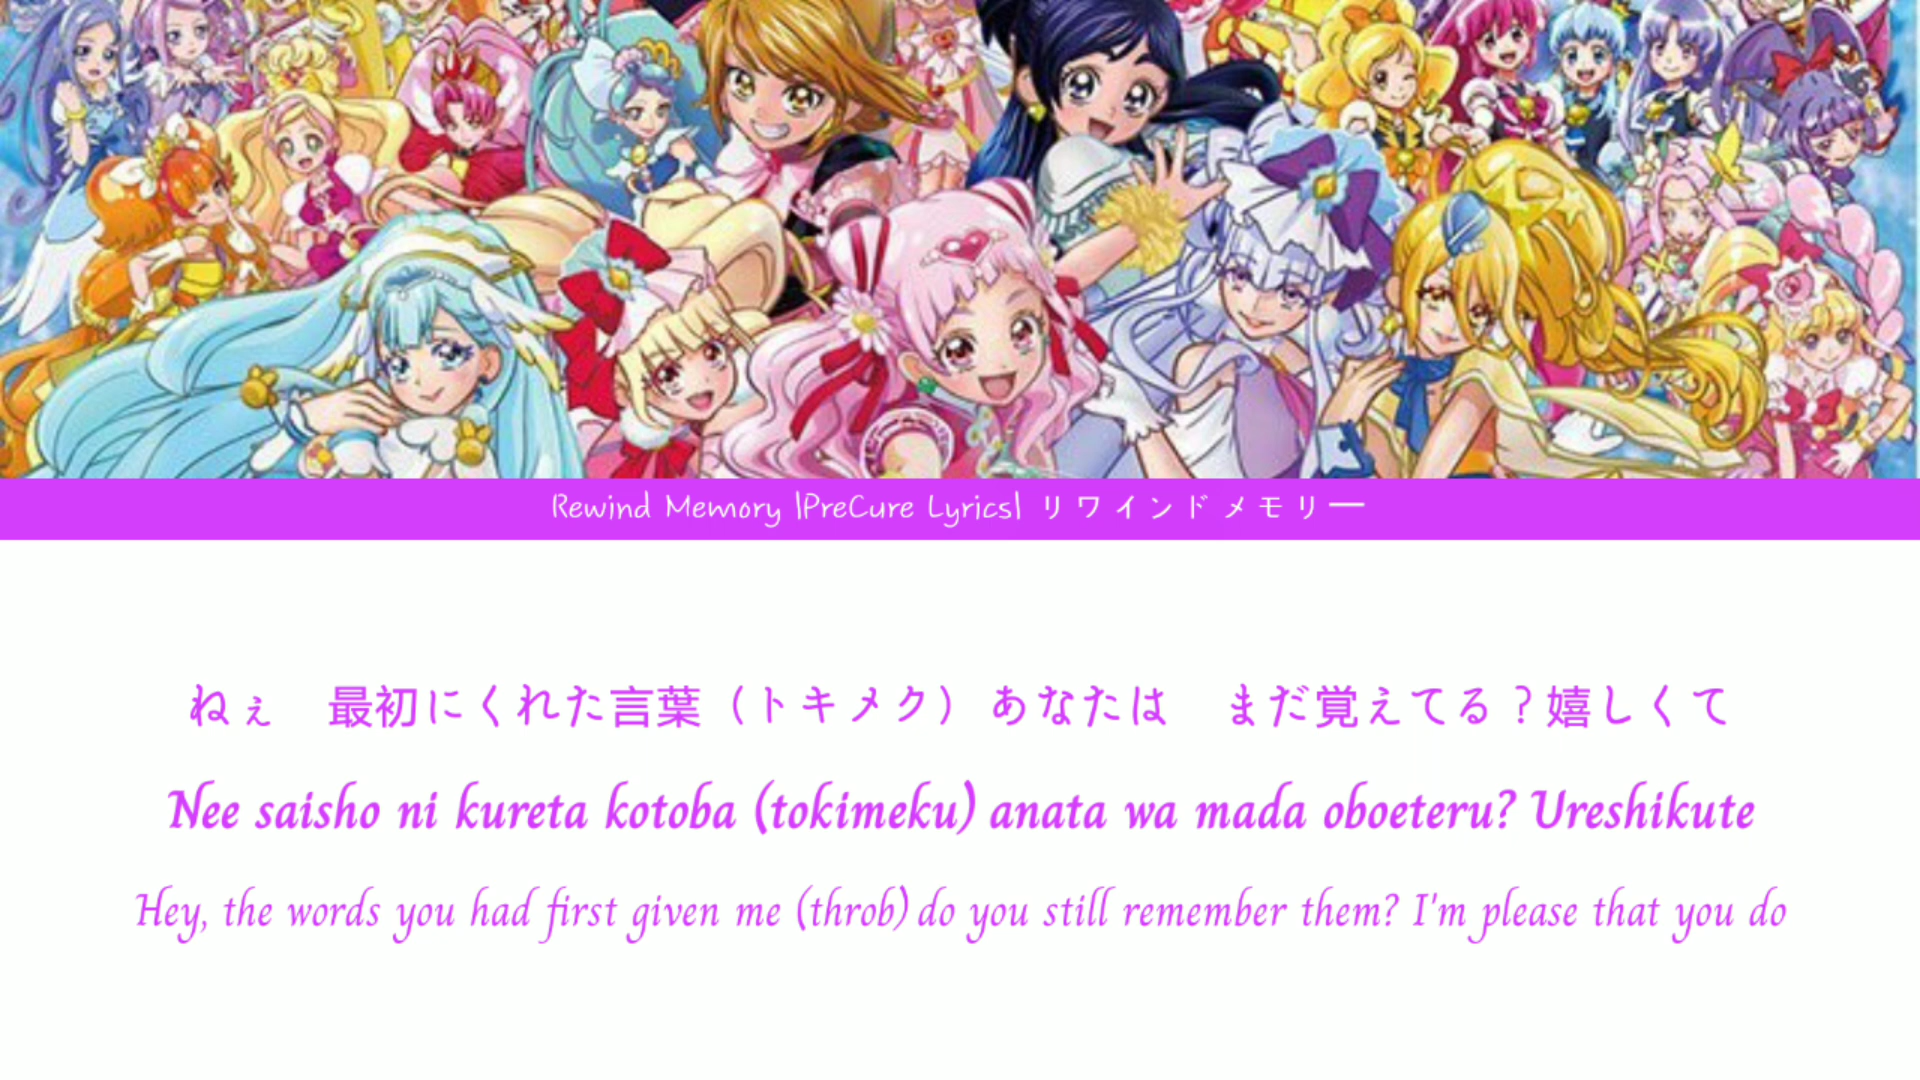 Rewind Memory |PreCure Lyrics| リワインドメモリー
ねぇ　最初にくれた言葉（トキメク）あなたは　まだ覚えてる？嬉しくて
Nee saisho ni kureta kotoba (tokimeku) anata wa mada oboeteru? Ureshikute
Hey, the words you had first given me (throb) do you still remember them? I'm please that you do